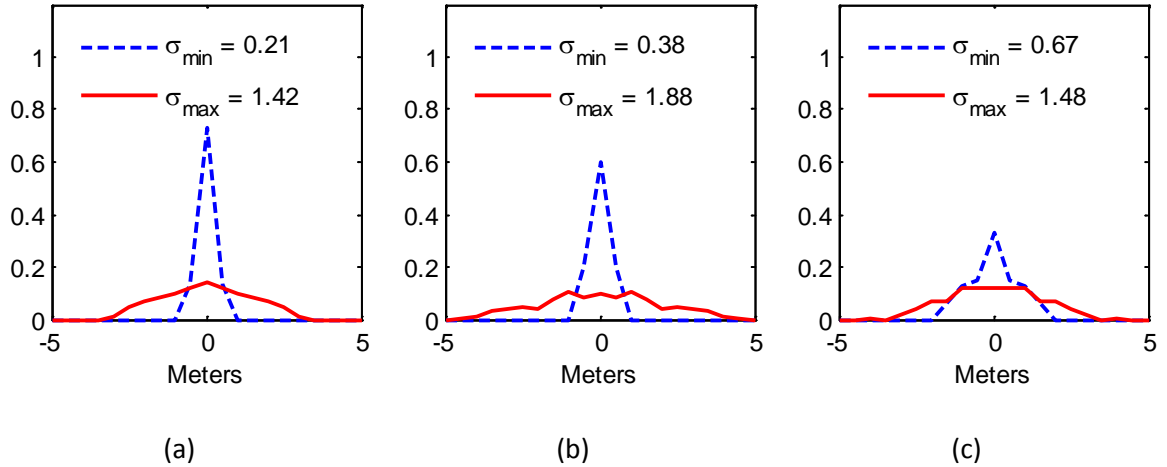 1
0.8
0.6
0.4
0.2
0
σmin = 0.21
σmax = 1.42
-5 0 5
Meters
(a)
1
0.8
0.6
0.4
0.2
0
σmin = 0.38
σmax = 1.88
-5 0 5
Meters
(b)
1
0.8
0.6
0.4
0.2
0
σmin = 0.67
σmax = 1.48
-5 0 5
Meters
(c)